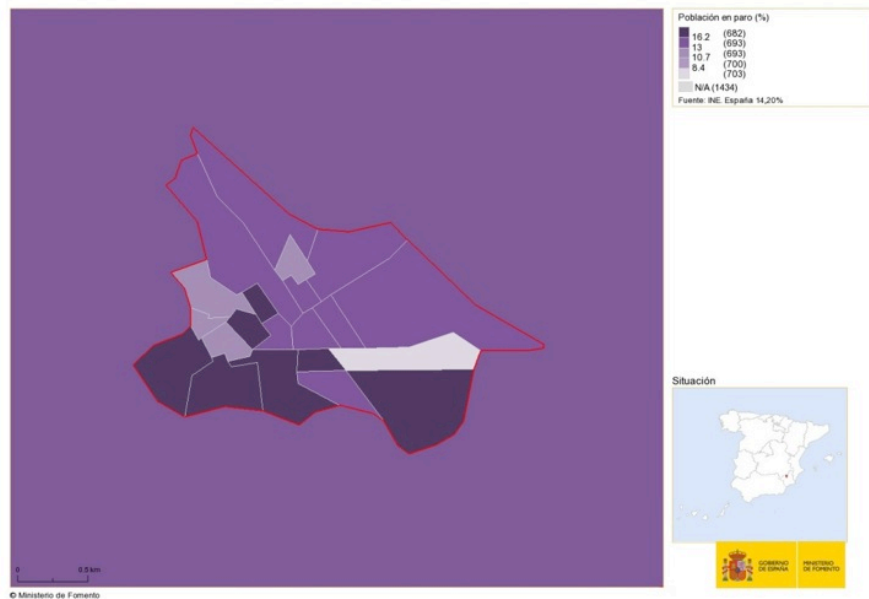 Población en paro (%)
16.2 (682)
13 (693)
10.7 (693)
8.4 (700)
(703)
N/A (1434)
Fuente: INE. España 14,20%
Situación
GOBIERNO
DE ESPAÑA
MINISTERIO
DE FOMENTO
0 0.5 km
© Ministerio de Fomento